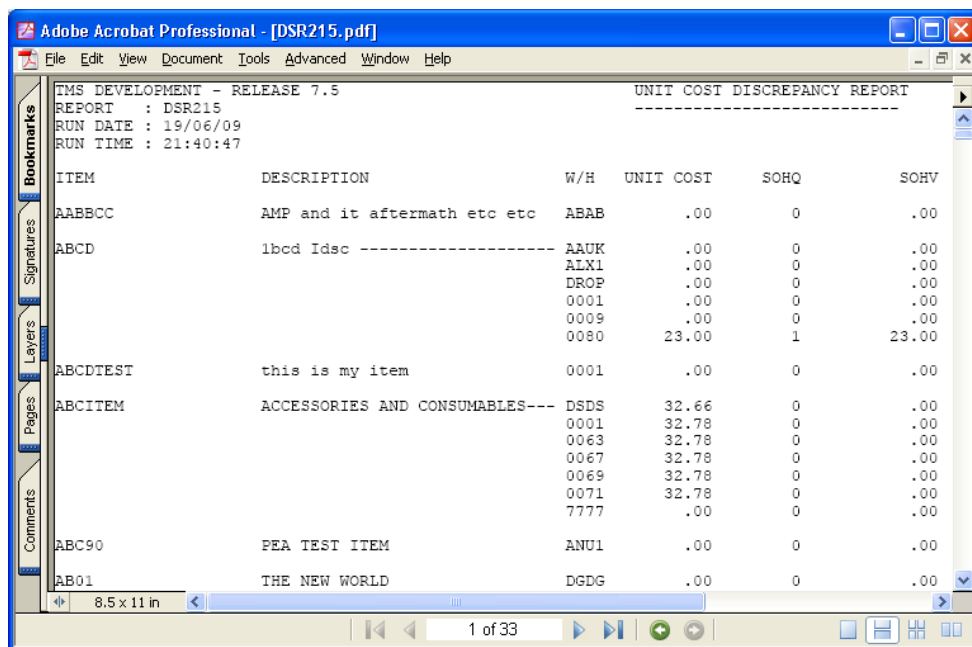 Adobe Acrobat Professional - [DSR215.pdf]
File Edit View Document Tools Advanced Window Help
Bookmarks
Signatures
Layers
Pages
Comments
TMS DEVELOPMENT - RELEASE 7.5 UNIT COST DISCREPANCY REPORT
REPORT : DSR215 ---------------------------
RUN DATE : 19/06/09
RUN TIME : 21:40:47
ITEM DESCRIPTION W/H UNIT COST SOHQ SOHV
AABBCC AMP and it aftermath etc etc ABAB .00 0 .00
ABCD 1bcd Idsc -------------------- AAUK .00 0 .00
ALX1 .00 0 .00
DROP .00 0 .00
0001 .00 0 .00
0009 .00 0 .00
0080 23.00 1 23.00
ABCDTEST this is my item 0001 .00 0 .00
ABCITEM ACCESSORIES AND CONSUMABLES--- DSDS 32.66 0 .00
0001 32.78 0 .00
0063 32.78 0 .00
0067 32.78 0 .00
0069 32.78 0 .00
0071 32.78 0 .00
7777 .00 0 .00
ABC90 PEA TEST ITEM ANU1 .00 0 .00
AB01 THE NEW WORLD DGDG .00 0 .00
8.5 x 11 in
1 of 33